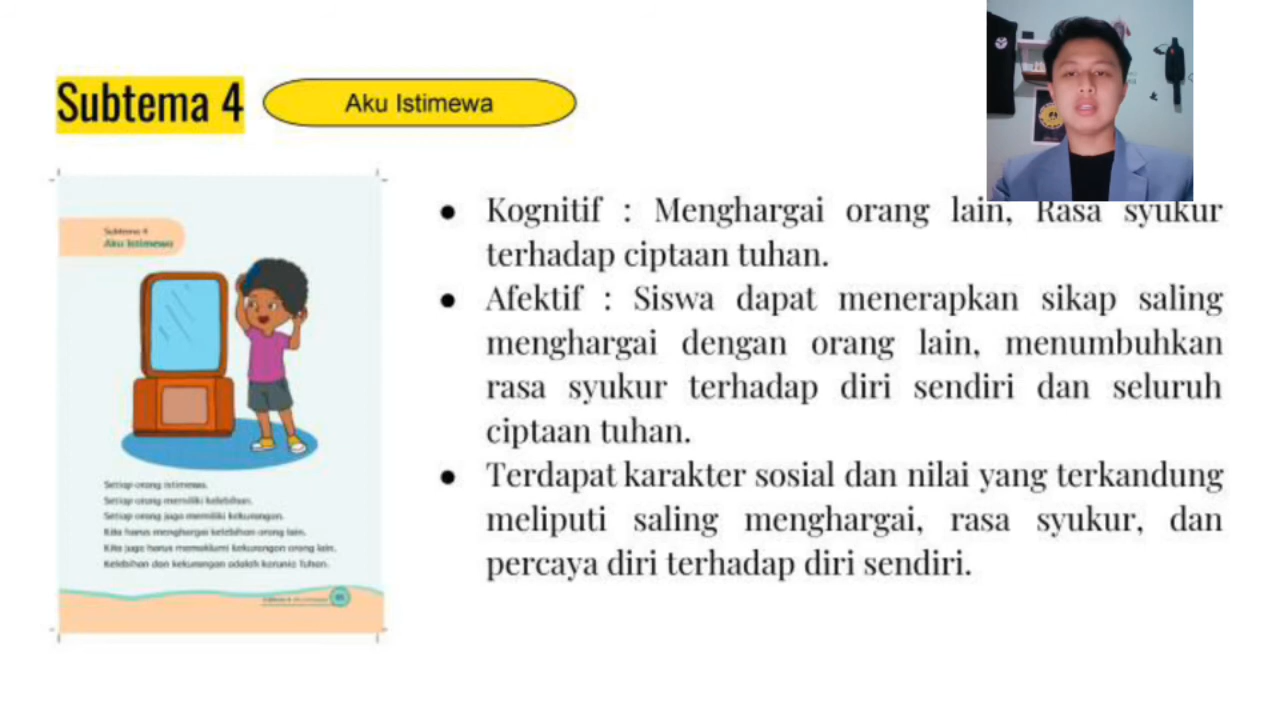 Subtema 4
Aku Istimewa
Subtema 4
Aku Istimewa
Setiap orang istimewa.
Setiap orang memiliki kelebihan.
Setiap orang juga memiliki kekurangan.
Kita harus menghargai kelebihan orang lain.
Kita juga harus memaklumi kekurangan orang lain.
Kelebihan dan kekurangan adalah karunia Tuhan.
● Kognitif : Menghargai orang lain, Rasa syukur
terhadap ciptaan tuhan.
● Afektif : Siswa dapat menerapkan sikap saling
menghargai dengan orang lain, menumbuhkan
rasa syukur terhadap diri sendiri dan seluruh
ciptaan tuhan.
● Terdapat karakter sosial dan nilai yang terkandung
meliputi saling menghargai, rasa syukur, dan
percaya diri terhadap diri sendiri.